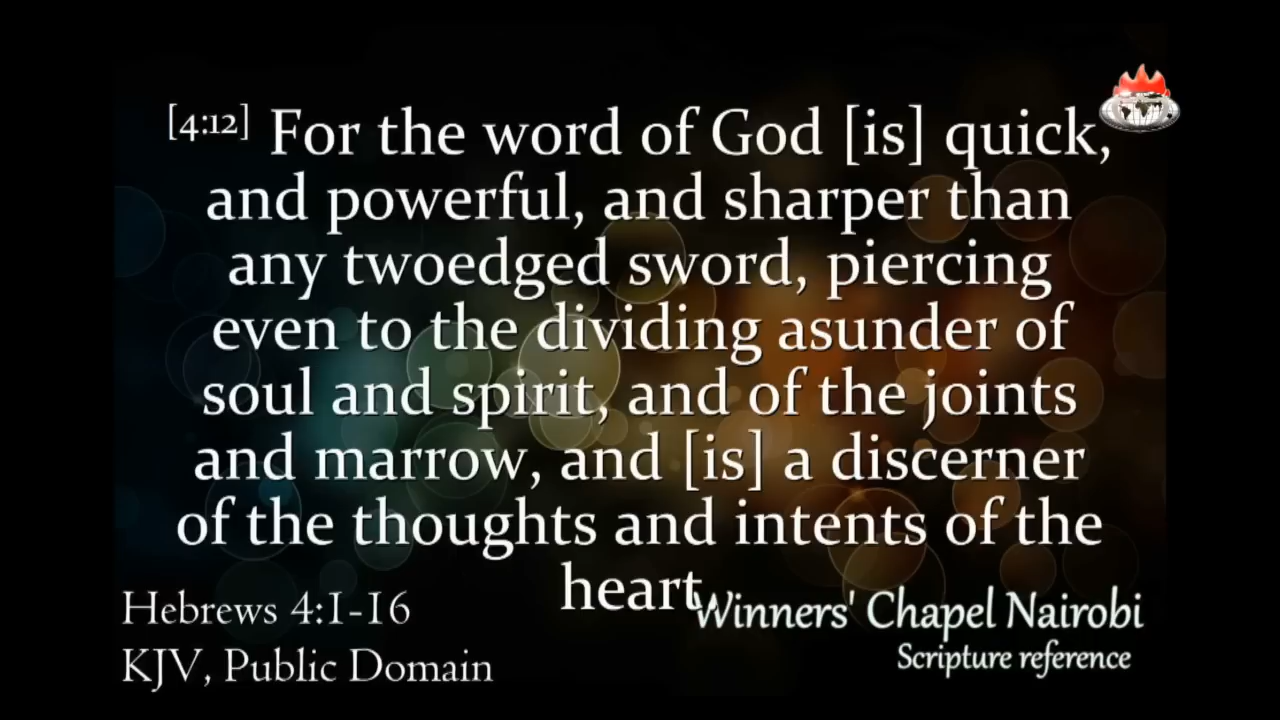 [4:12] For the word of God [is] quick,
and powerful, and sharper than
any twoedged sword, piercing
even to the dividing asunder of
soul and spirit, and of the joints
and marrow, and [is] a discerner
of the thoughts and intents of the
heart.
Hebrews 4:1-16
KJV, Public Domain
Winners' Chapel Nairobi
Scripture reference